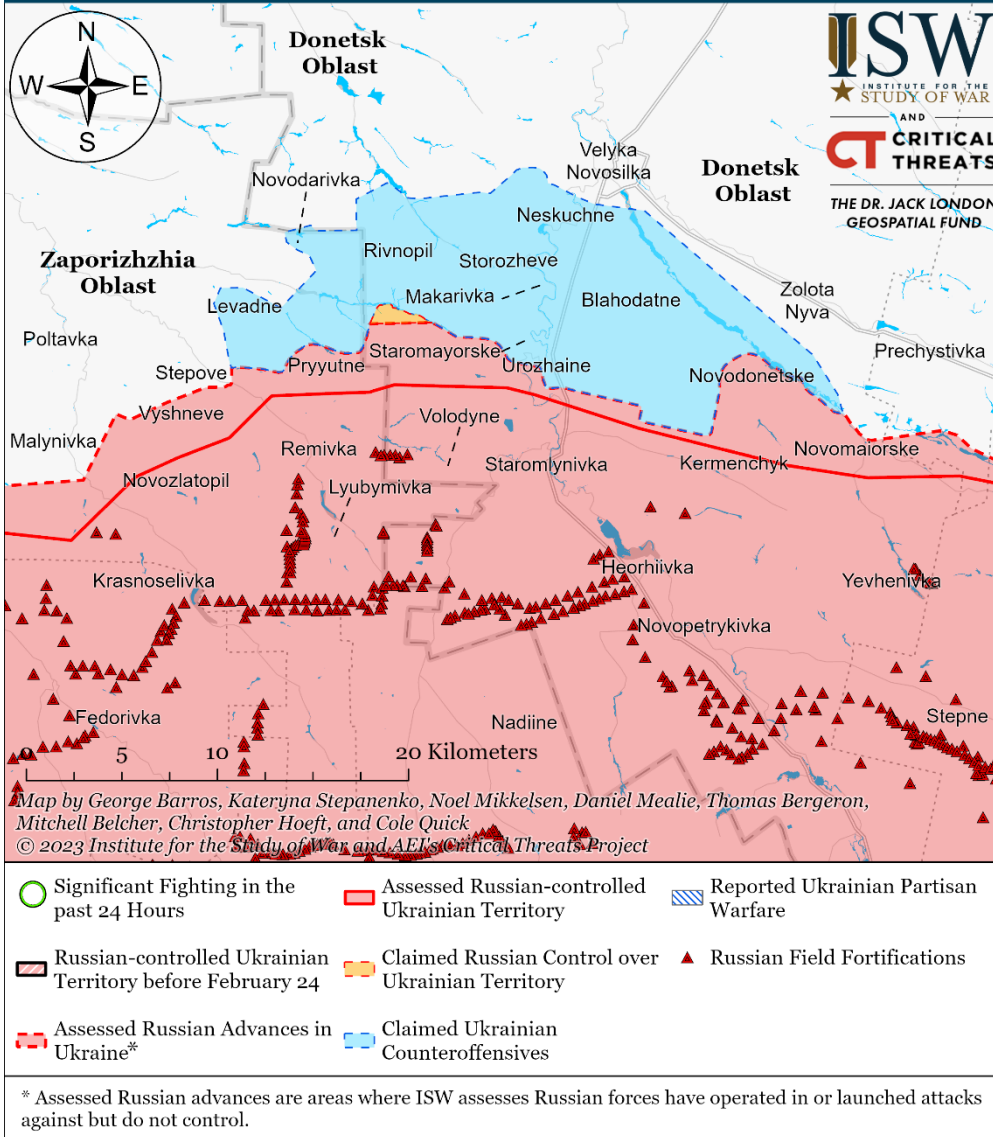 N
W E
S
Donetsk
Oblast
ISW
INSTITUTE FOR THE
STUDY OF WAR
AND
CT CRITICAL
THREATS
THE DR. JACK LONDON
GEOSPATIAL FUND
Velyka
Novosilka
Donetsk
Oblast
Novodarivka
Neskuchne
Rivnopil
Storozheve
Zaporizhzhia
Oblast
Makarivka
Blahodatne
Zolota
Nyva
Levadne
Poltavka
Staromayorske
Prechystivka
Pryyutne
Urozhaine
Stepove
Novodonetske
Vyshneve
Volodyne
Malynivka
Remivka
Staromlynivka
Kermenchyk
Novomaiorske
Novozlatopil
Lyubymivka
Krasnoselivka
Heorhiivka
Yevhenivka
Novopetrykivka
Fedorivka
Nadiine
Stepne
0 5 10 20 Kilometers
Map by George Barros, Kateryna Stepanenko, Noel Mikkelsen, Daniel Mealie, Thomas Bergeron,
Mitchell Belcher, Christopher Hoeft, and Cole Quick
© 2023 Institute for the Study of War and AEI's Critical Threats Project
Significant Fighting in the
past 24 Hours
Assessed Russian-controlled
Ukrainian Territory
Reported Ukrainian Partisan
Warfare
Russian-controlled Ukrainian
Territory before February 24
Claimed Russian Control over
Ukrainian Territory
Russian Field Fortifications
Assessed Russian Advances in
Ukraine*
Claimed Ukrainian
Counteroffensives
* Assessed Russian advances are areas where ISW assesses Russian forces have operated in or launched attacks
against but do not control.